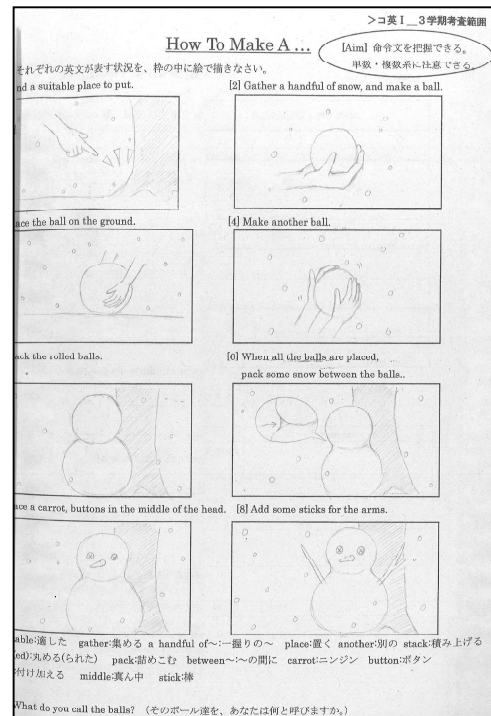 >コ英Ⅰ__3学期考査範囲
How To Make A ...
[Aim] 命令文を把握できる。
単数・複数系に注意できる。
それぞれの英文が表す状況を、枠の中に絵で描きなさい。
nd a suitable place to put.
[2] Gather a handful of snow, and make a ball.
ace the ball on the ground.
[4] Make another ball.
ack the rolled balls.
[6] When all the balls are placed,
pack some snow between the balls..
ace a carrot, buttons in the middle of the head.
[8] Add some sticks for the arms.
able:適した gather:集める a handful of~:一握りの~ place:置く another:別の stack:積み上げる
ed):丸める(られた) pack:詰めこむ between~:~の間に carrot:ニンジン button:ボタン
付け加える middle:真ん中 stick:棒
What do you call the balls? (そのボール達を、あなたは何と呼びますか。)